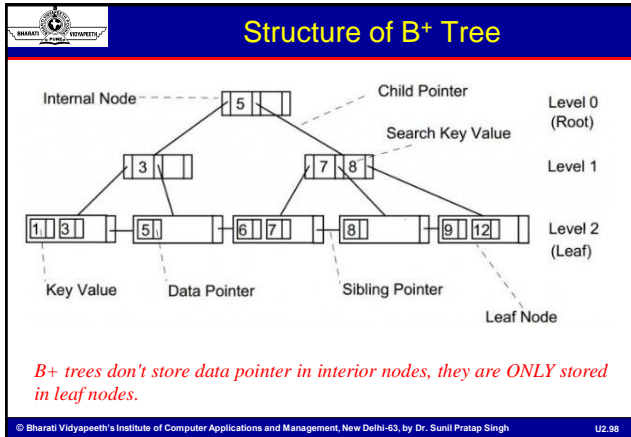 BHARATI VIDYAPEETH
PUNE
Structure of B+ Tree
Internal Node
5
Child Pointer
Level 0
(Root)
Search Key Value
3
7 8
Level 1
1 3 5 6 7 8 9 12
Level 2
(Leaf)
Key Value
Data Pointer
Sibling Pointer
Leaf Node
B+ trees don't store data pointer in interior nodes, they are ONLY stored
in leaf nodes.
© Bharati Vidyapeeth's Institute of Computer Applications and Management, New Delhi-63, by Dr. Sunil Pratap Singh
U2.98